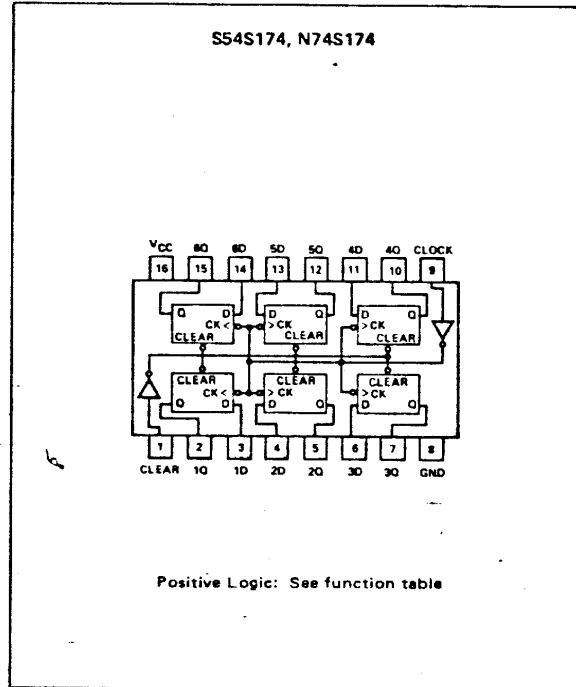 S54S174, N74S174
VCC 6Q 6D 5D 5Q 4D 4Q CLOCK
16 15 14 13 12 11 10 9
Q D D Q D Q
CK CK CK
CLEAR CLEAR CLEAR
CLEAR CLEAR CLEAR
CK CK CK
Q D D Q D Q
1 2 3 4 5 6 7 8
CLEAR 1Q 1D 2D 2Q 3D 3Q GND
Positive Logic: See function table